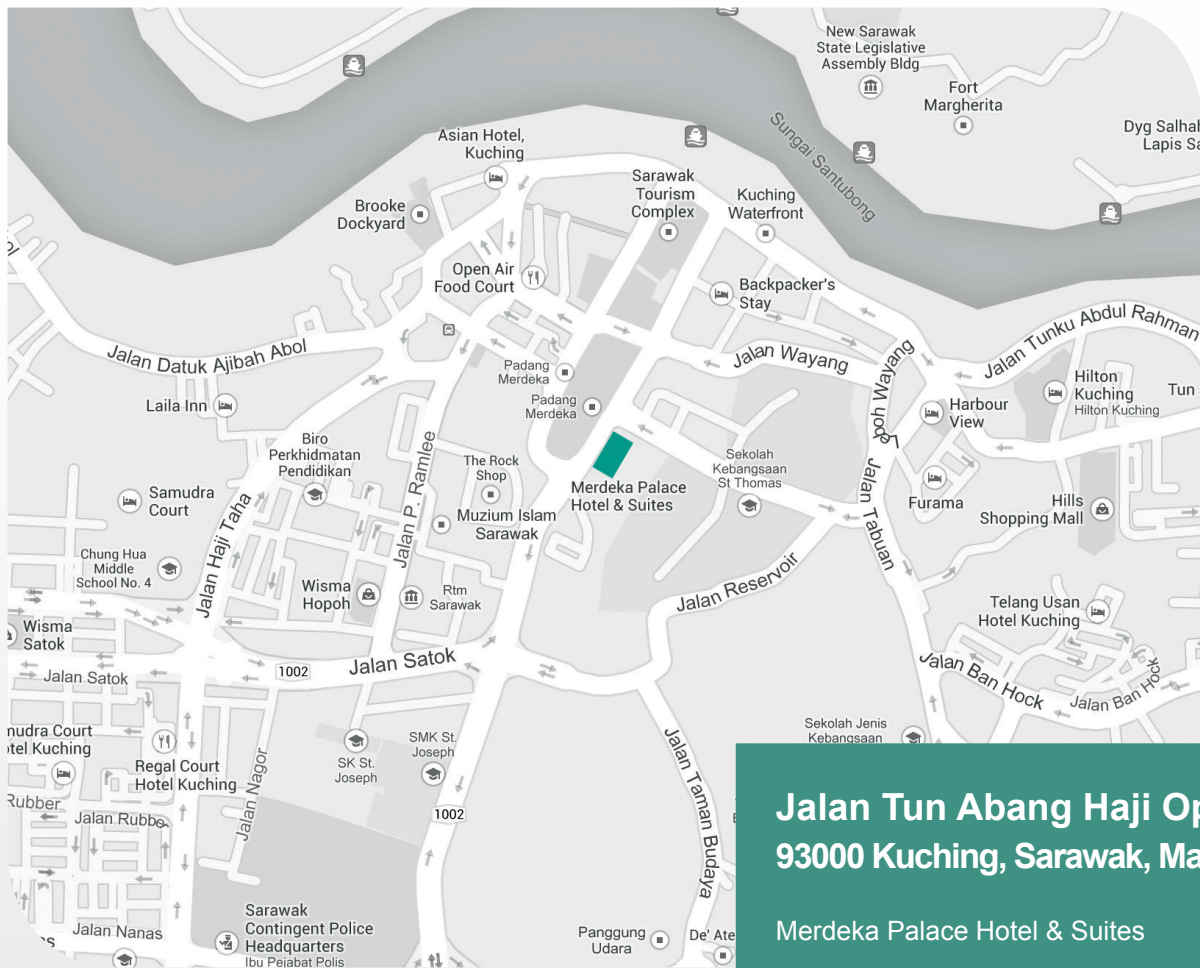 New Sarawak
State Legislative
Assembly Bldg
Fort
Margherita
Dyg Salhah
Lapis Sa
Sungai Santubong
Asian Hotel,
Kuching
Brooke
Dockyard
Sarawak
Tourism
Complex
Kuching
Waterfront
Open Air
Food Court
Backpacker's
Stay
Jalan Datuk Ajibah Abol
ol
Jalan Wayang
Jalan Tunku Abdul Rahman
Padang
Merdeka
Padang
Merdeka
Hilton
Kuching
Hilton Kuching
Tun
Laila Inn
Harbour
View
Biro
Perkhidmatan
Pendidikan
Jalan P. Ramlee
The Rock
Shop
Sekolah
Kebangsaan
St Thomas
poh Wayang
Merdeka Palace
Hotel & Suites
Furama
Hills
Shopping Mall
Samudra
Court
Jalan Haji Taha
Muzium Islam
Sarawak
Jalan Tabuan
Chung Hua
Middle
School No. 4
Wisma
Hopoh
Rtm
Sarawak
Jalan Reservoir
Telang Usan
Hotel Kuching
Wisma
Satok
Jalan Satok
1002
Jalan Satok
Jalan Ban Hock
Jalan Ban Hock
mudra Court
otel Kuching
Regal Court
Hotel Kuching
Jalan Nagor
SK St.
Joseph
SMK St.
Joseph
Jalan Taman Budaya
Sekolah Jenis
Kebangsaan
Rubber
Jalan Rubbe
1002
Jalan Nanas
as
Sarawak
Contingent Police
Headquarters
Ibu Pejabat Polis
Panggung
Udara
De' Ate
Jalan Tun Abang Haji Op
93000 Kuching, Sarawak, Ma
Merdeka Palace Hotel & Suites